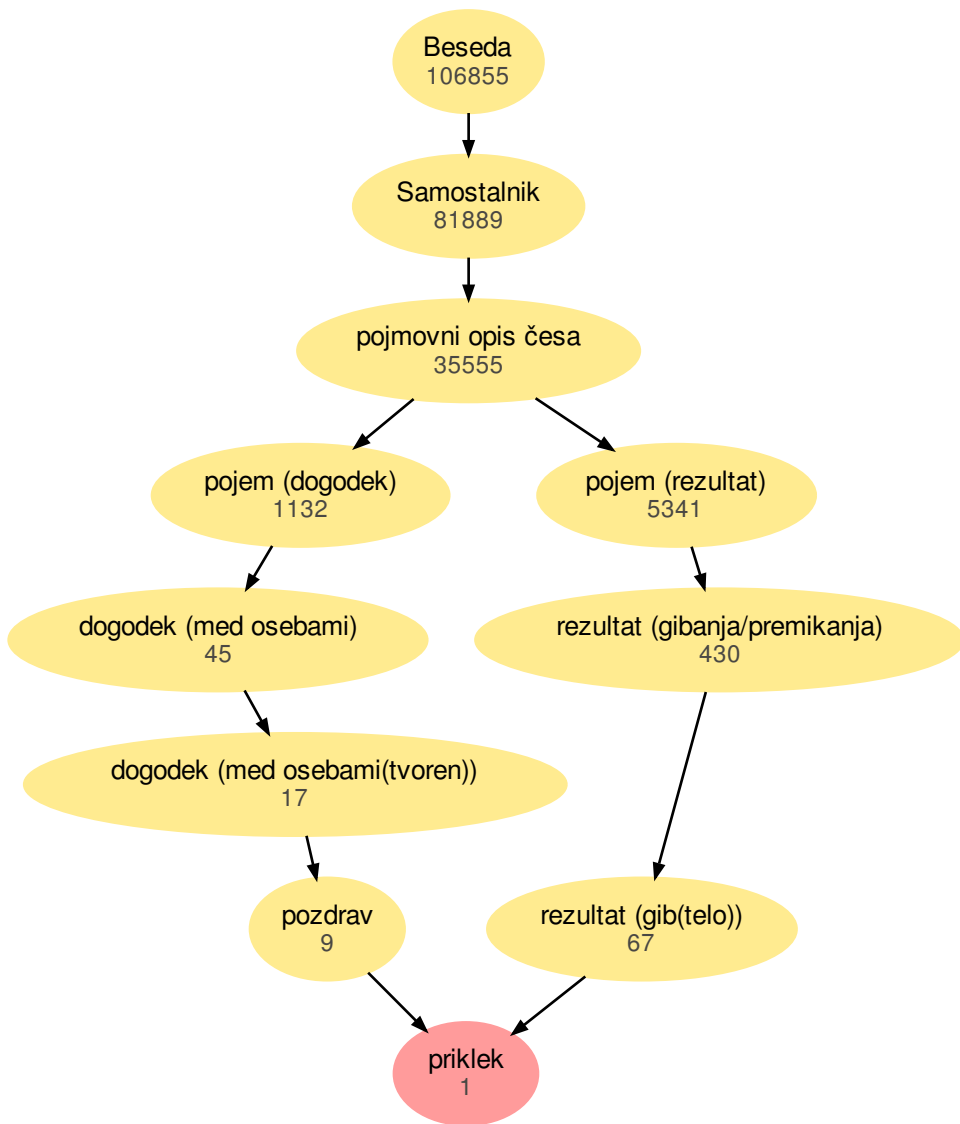 Beseda
106855
Samostalnik
81889
pojmovni opis česa
35555
pojem (dogodek)
1132
pojem (rezultat)
5341
dogodek (med osebami)
45
rezultat (gibanja/premikanja)
430
dogodek (med osebami(tvoren))
17
pozdrav
9
rezultat (gib(telo))
67
priklek
1